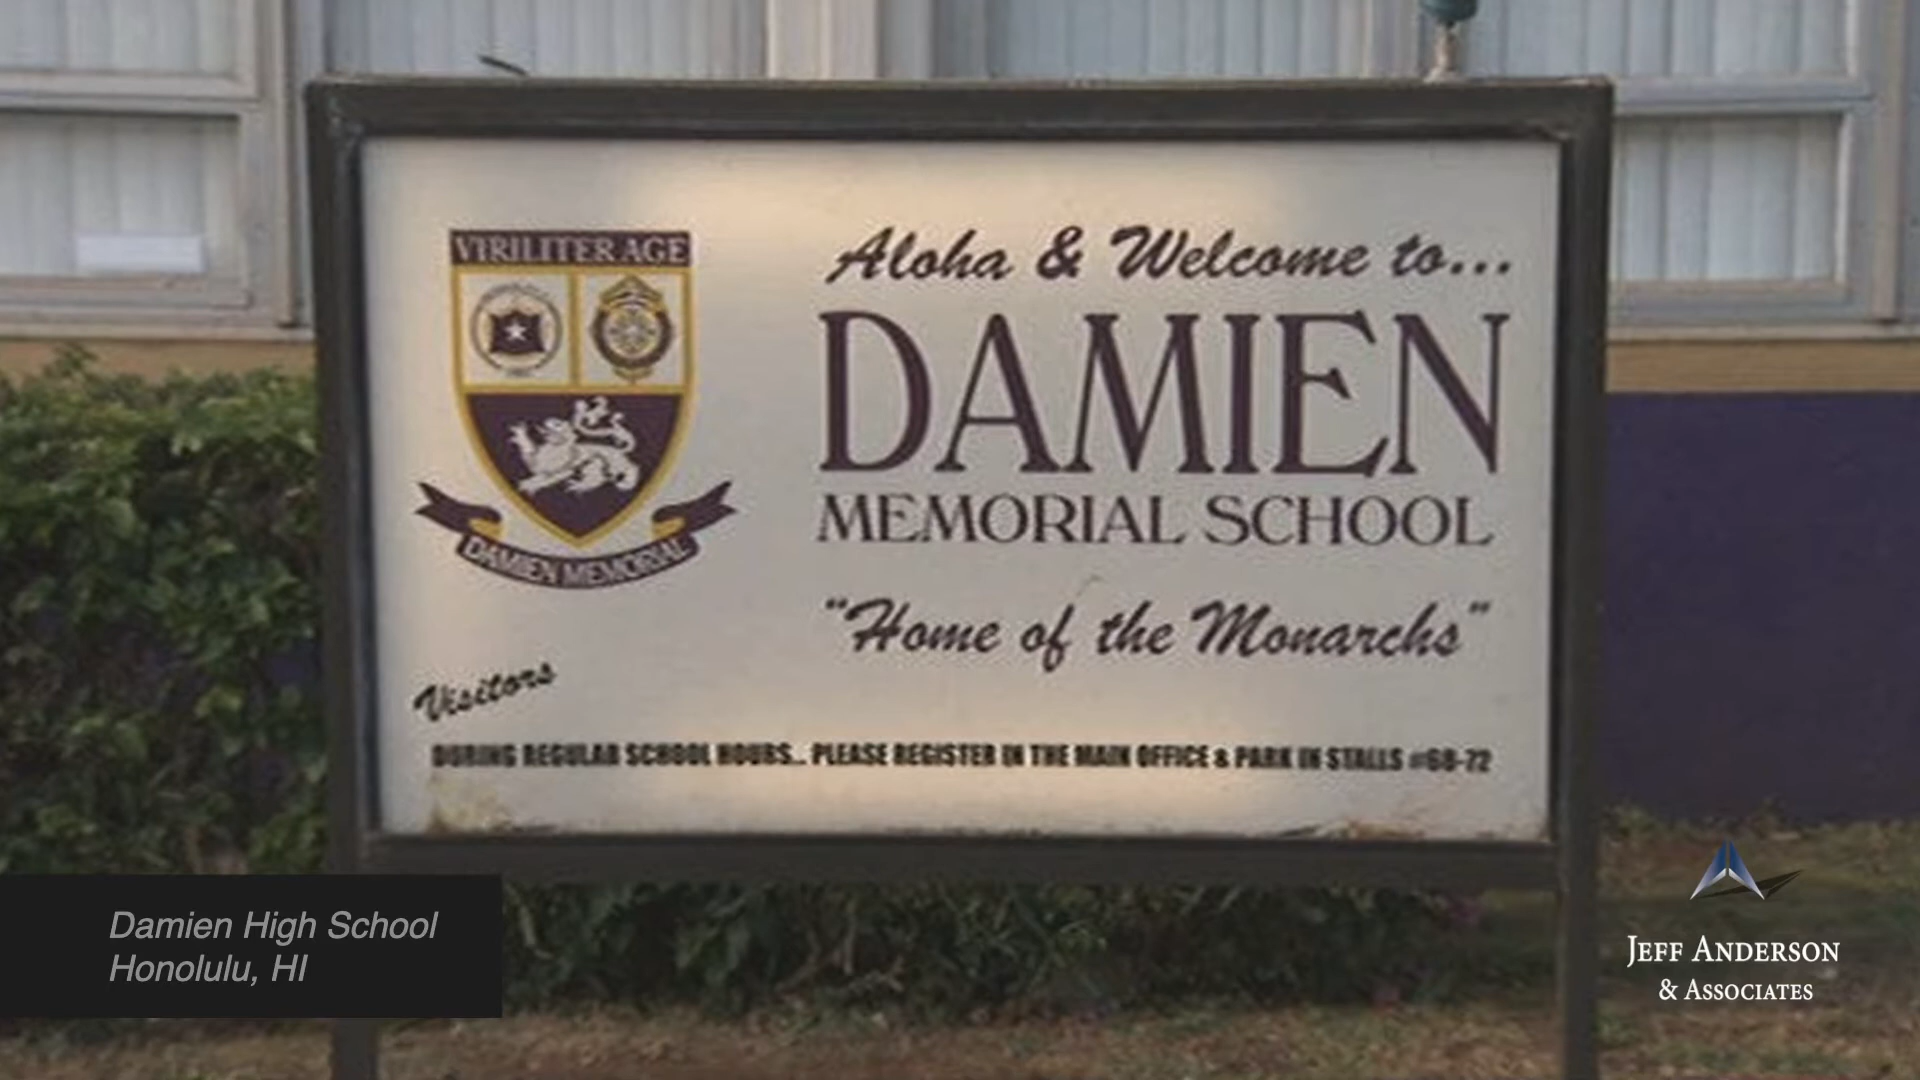 VIRILITER AGE
DAMIEN MEMORIAL
Aloha & Welcome to...
DAMIEN
MEMORIAL SCHOOL
"Home of the Monarchs"
Visitors
DURING REGULAR SCHOOL HOURS... PLEASE REGISTER IN THE MAIN OFFICE & PARK IN STALLS #68-72
Damien High School
Honolulu, HI
JEFF ANDERSON
& ASSOCIATES